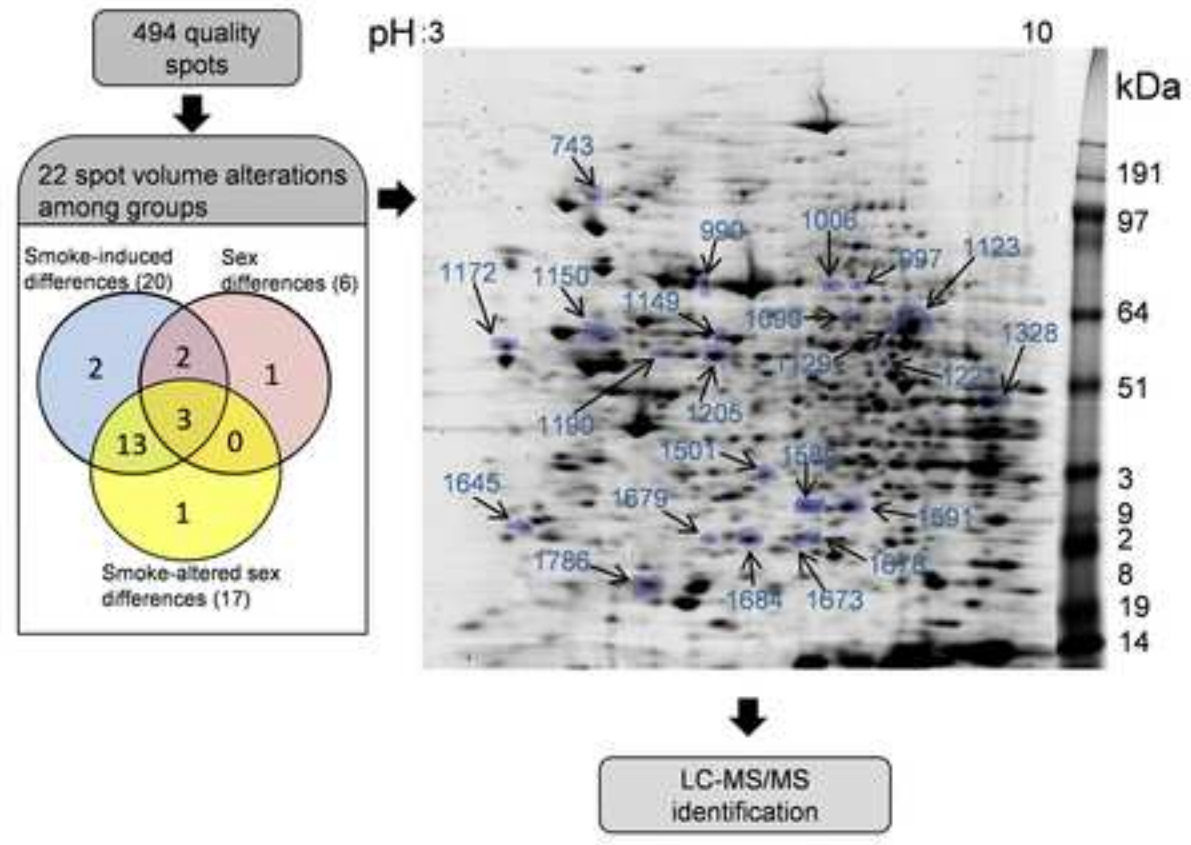 494 quality
spots
22 spot volume alterations
among groups
Smoke-induced
differences (20)
Sex
differences (6)
2
2
1
3
13
0
1
Smoke-altered sex
differences (17)
pH:3
10
kDa
743
990
1006
997
1123
1172
1150
1149
1328
1190
1205
1501
1645
1679
1591
1786
1684
1673
191
97
64
51
3
9
2
8
19
14
LC-MS/MS
identification